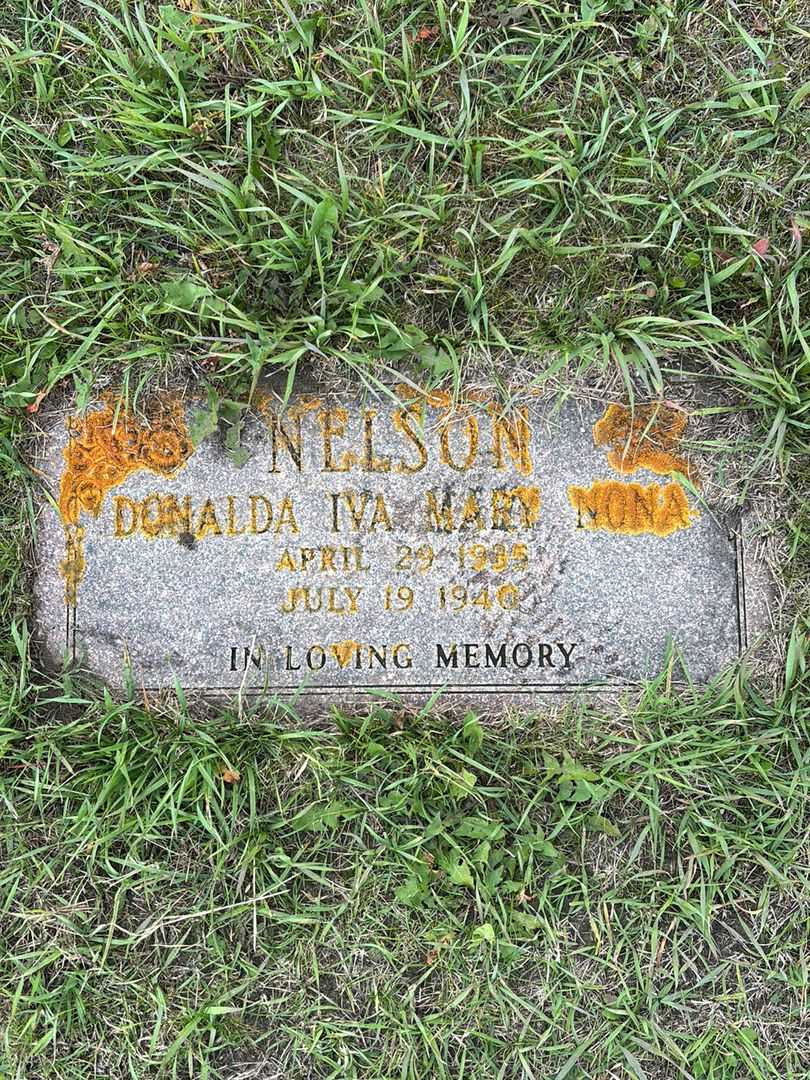 NELSON
DONALDA IVA MARY NONA
APRIL 29 1935
JULY 19 1940
IN LOVING MEMORY